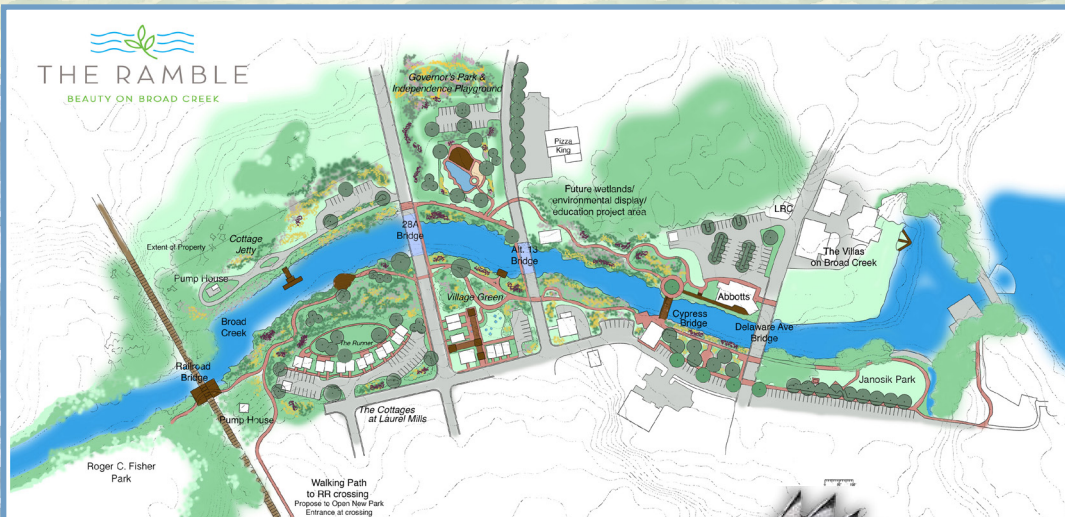 THE RAMBLE
BEAUTY ON BROAD CREEK
Governor's Park &
Independence Playground
Pizza
King
Future wetlands/
environmental display/
education project area
LRC
28A
Bridge
Alt. 13
Bridge
Extent of Property
Cottage
Jetty
Pump House
The Villas
on Broad Creek
Village Green
Abbotts
Broad
Creek
Cypress
Bridge
Delaware Ave
Bridge
The Runner
Railroad
Bridge
Janosik Park
Pump House
The Cottages
at Laurel Mills
Roger C. Fisher
Park
Walking Path
to RR crossing
Propose to Open New Park
Entrance at crossing